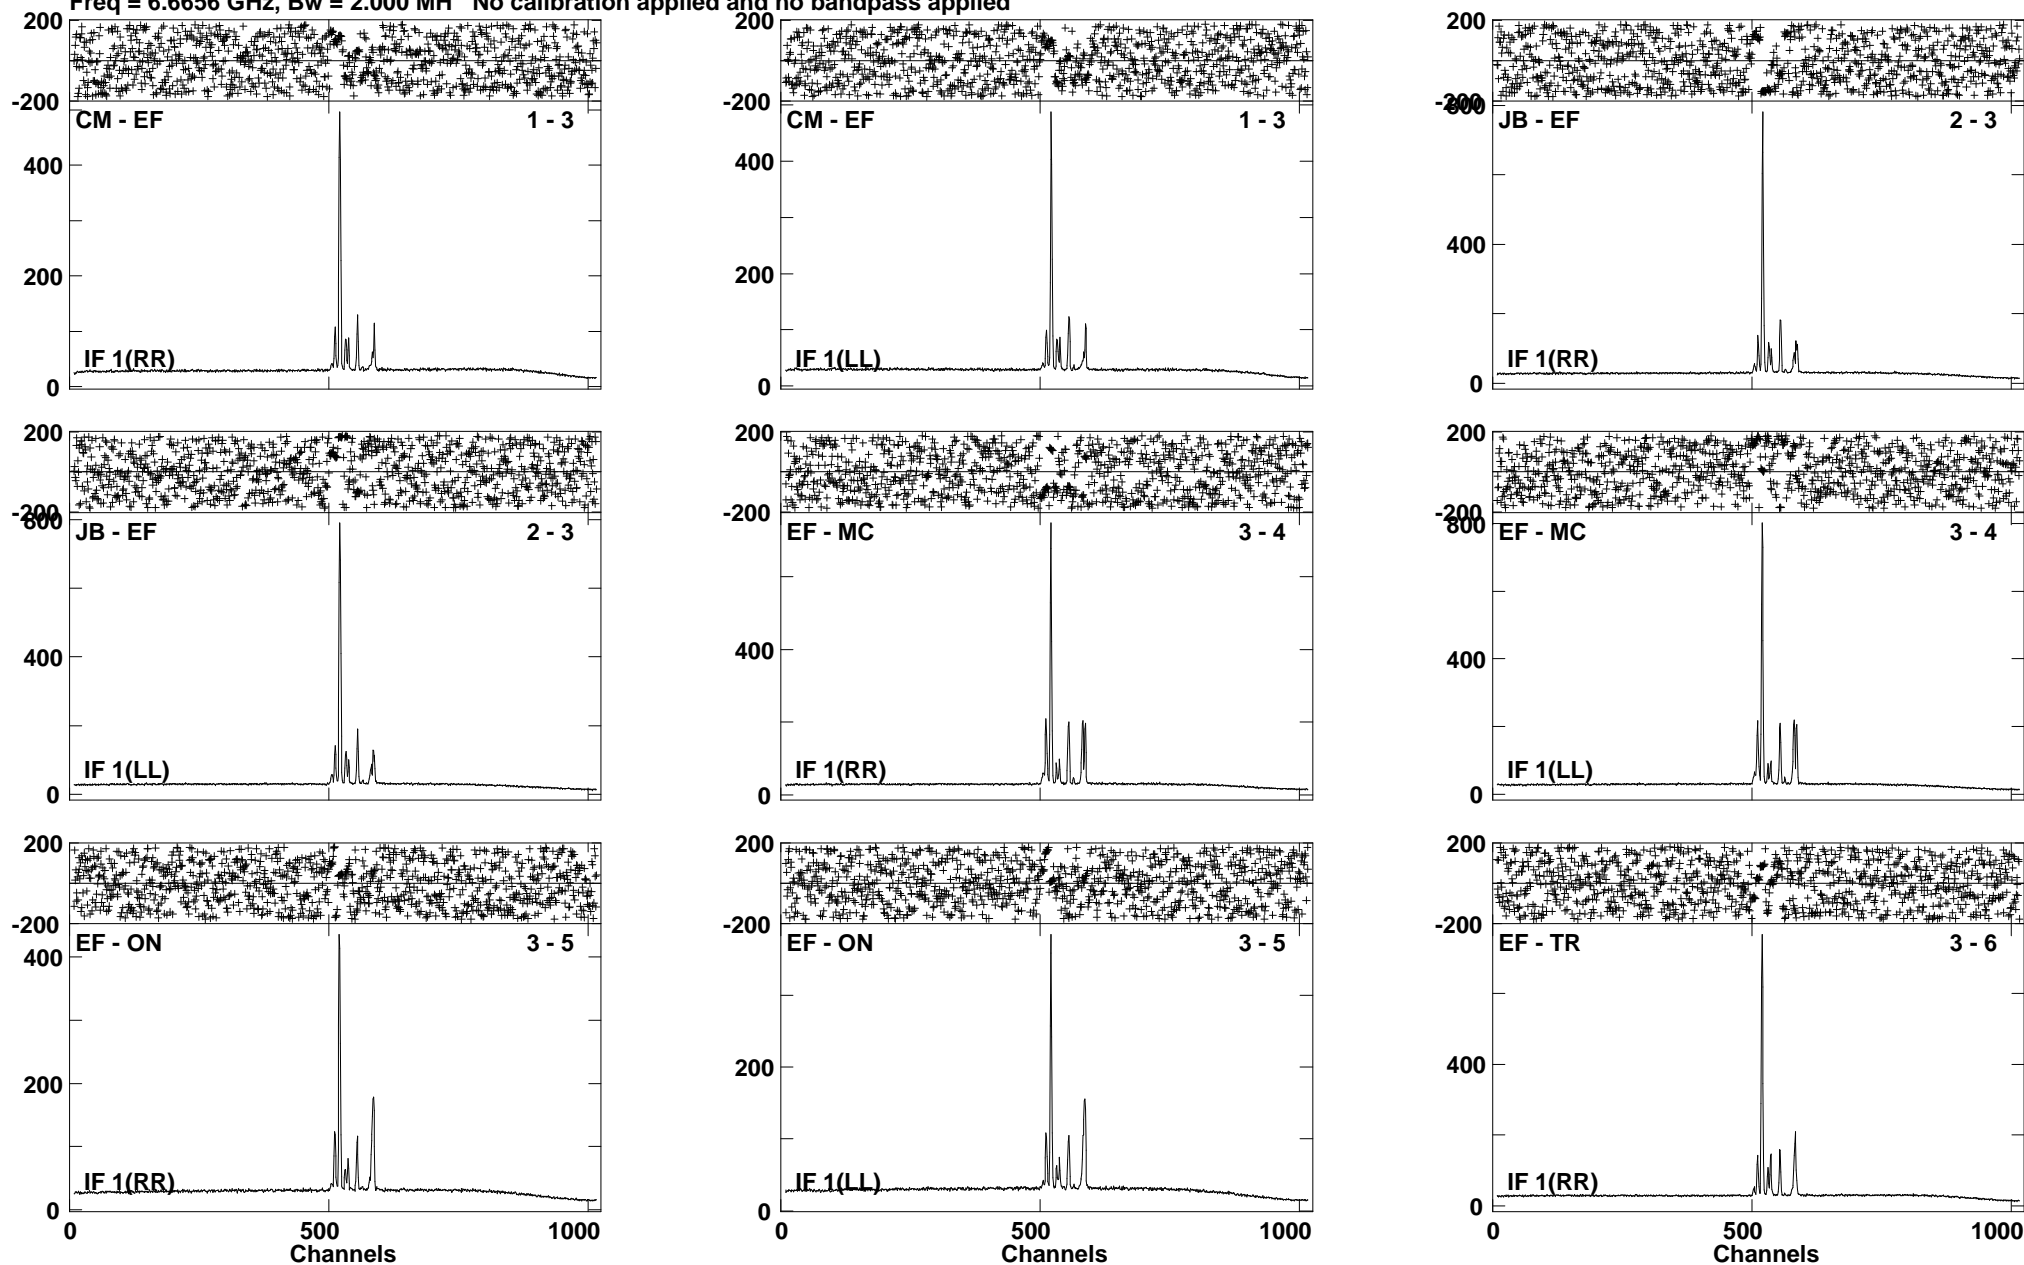 Freq = 6.6656 GHz, Bw = 2.000 MH No calibration applied and no bandpass applied
200 200 200
-200 -200 -200
800
CM - EF 1 - 3 CM - EF 1 - 3 JB - EF 2 - 3
400 400 400
200 200
IF 1(RR) IF 1(LL) IF 1(RR)
0 0 0
200 200 200
-200 -200 -200
800 800
JB - EF 2 - 3 EF - MC 3 - 4 EF - MC 3 - 4
400 400 400
IF 1(LL) IF 1(RR) IF 1(LL)
0 0 0
200 200 200
-200 -200 -200
EF - ON 3 - 5 EF - ON 3 - 5 EF - TR 3 - 6
400 200 400
200
IF 1(RR) IF 1(LL) IF 1(RR)
0 0 0
0 500 1000 0 500 1000 0 500 1000
Channels Channels Channels